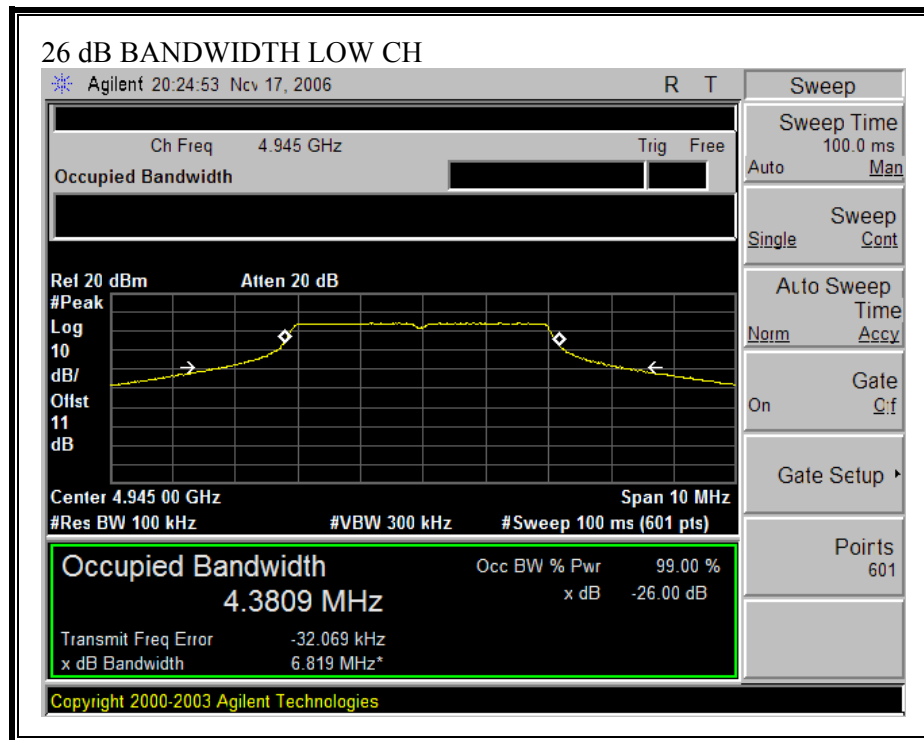 26 dB BANDWIDTH LOW CH
Agilent 20:24:53 Nov 17, 2006 R T
Sweep
Ch Freq 4.945 GHz Trig Free
Occupied Bandwidth
Sweep Time
100.0 ms
Auto Man
Sweep
Single Cont
Auto Sweep
Time
Norm Accy
Gate
On Off
Gate Setup
Points
601
Ref 20 dBm Atten 20 dB
#Peak
Log
10
dB/
Offst
11
dB
Center 4.945 00 GHz Span 10 MHz
#Res BW 100 kHz #VBW 300 kHz #Sweep 100 ms (601 pts)
Occupied Bandwidth Occ BW % Pwr 99.00 %
4.3809 MHz x dB -26.00 dB
Transmit Freq Error -32.069 kHz
x dB Bandwidth 6.819 MHz*
Copyright 2000-2003 Agilent Technologies